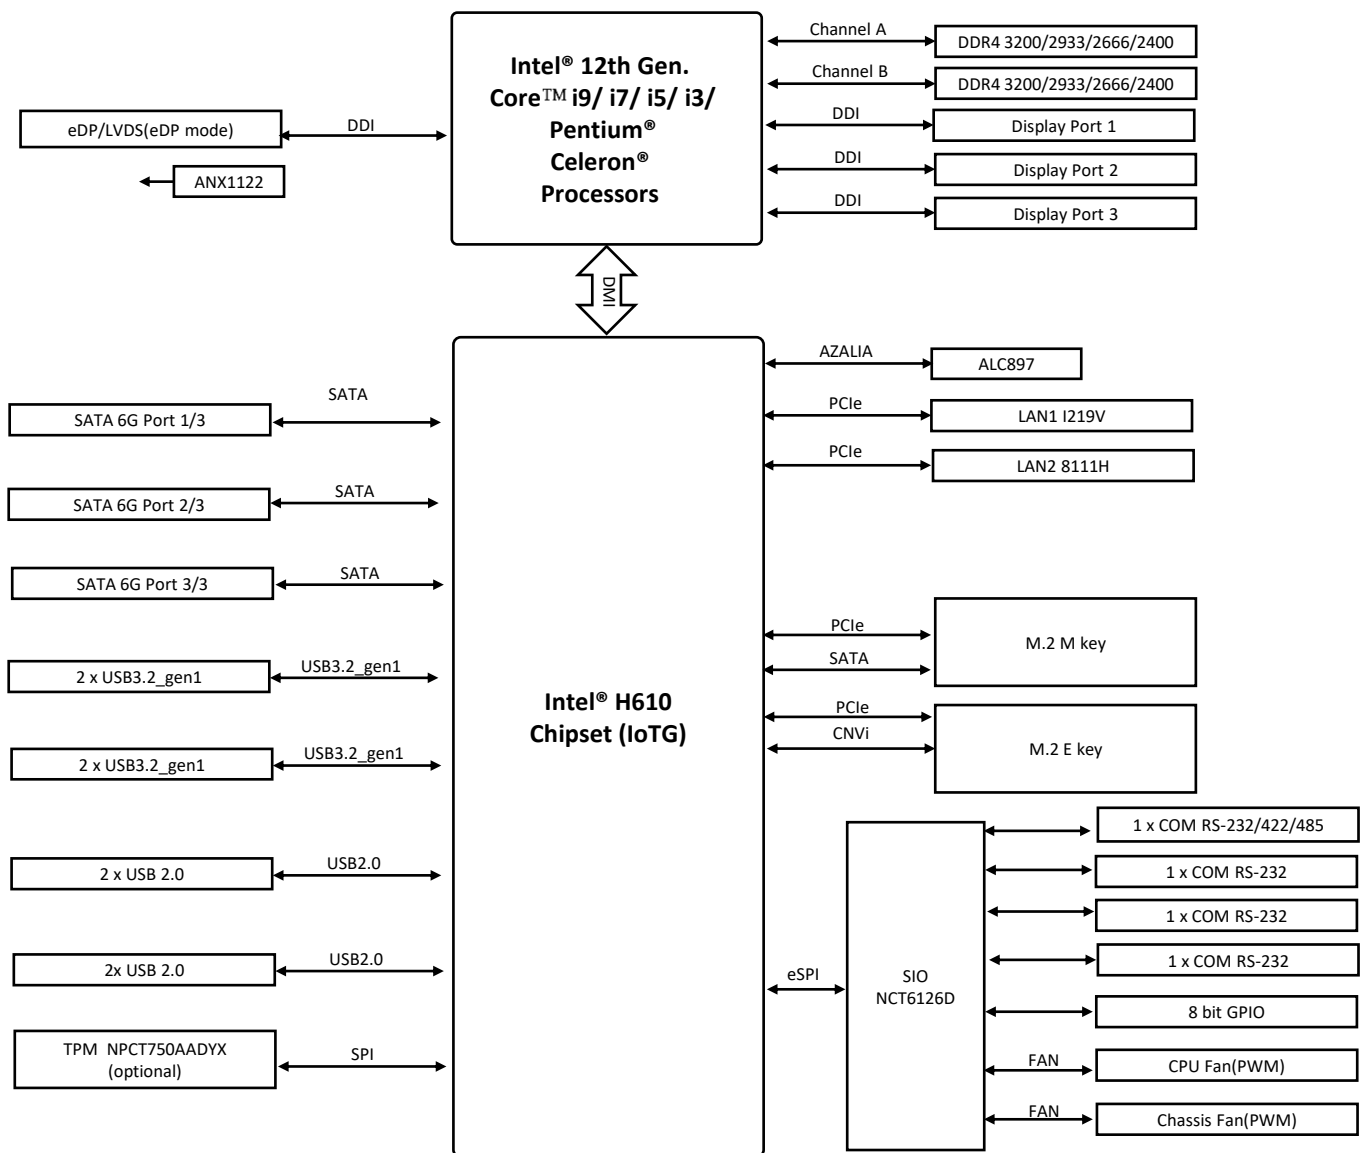 Intel® 12th Gen.
Core™ i9/ i7/ i5/ i3/
Pentium®
Celeron®
Processors
eDP/LVDS(eDP mode)
DDI
ANX1122
Channel A
DDR4 3200/2933/2666/2400
Channel B
DDR4 3200/2933/2666/2400
DDI
Display Port 1
DDI
Display Port 2
DDI
Display Port 3
DMI
Intel® H610
Chipset (IoTG)
SATA 6G Port 1/3
SATA
SATA 6G Port 2/3
SATA
SATA 6G Port 3/3
SATA
2 x USB3.2_gen1
USB3.2_gen1
2 x USB3.2_gen1
USB3.2_gen1
2 x USB 2.0
USB2.0
2x USB 2.0
USB2.0
TPM NPCT750AADYX
(optional)
SPI
AZALIA
ALC897
PCIe
LAN1 I219V
PCIe
LAN2 8111H
PCIe
SATA
M.2 M key
PCIe
CNVi
M.2 E key
eSPI
SIO
NCT6126D
1 x COM RS-232/422/485
1 x COM RS-232
1 x COM RS-232
1 x COM RS-232
8 bit GPIO
FAN
CPU Fan(PWM)
FAN
Chassis Fan(PWM)